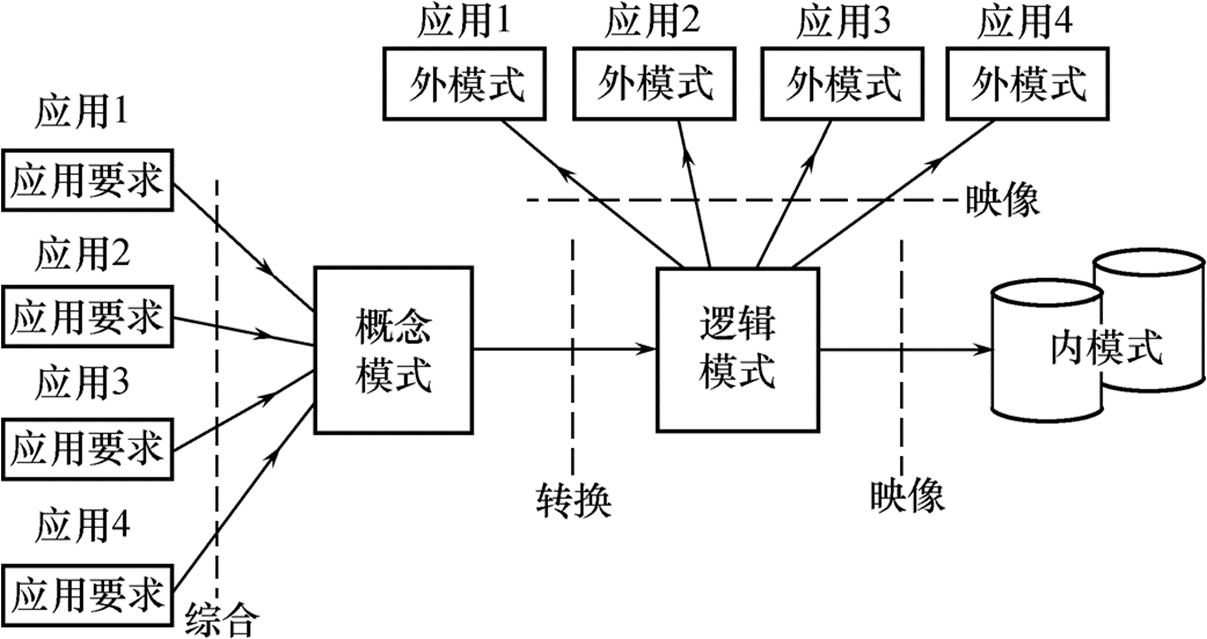 应用1 应用2 应用3 应用4
外模式 外模式 外模式 外模式
应用1
应用要求
映像
应用2
应用要求
概念
模式
逻辑
模式
内模式
应用3
应用要求
转换
映像
应用4
应用要求
综合